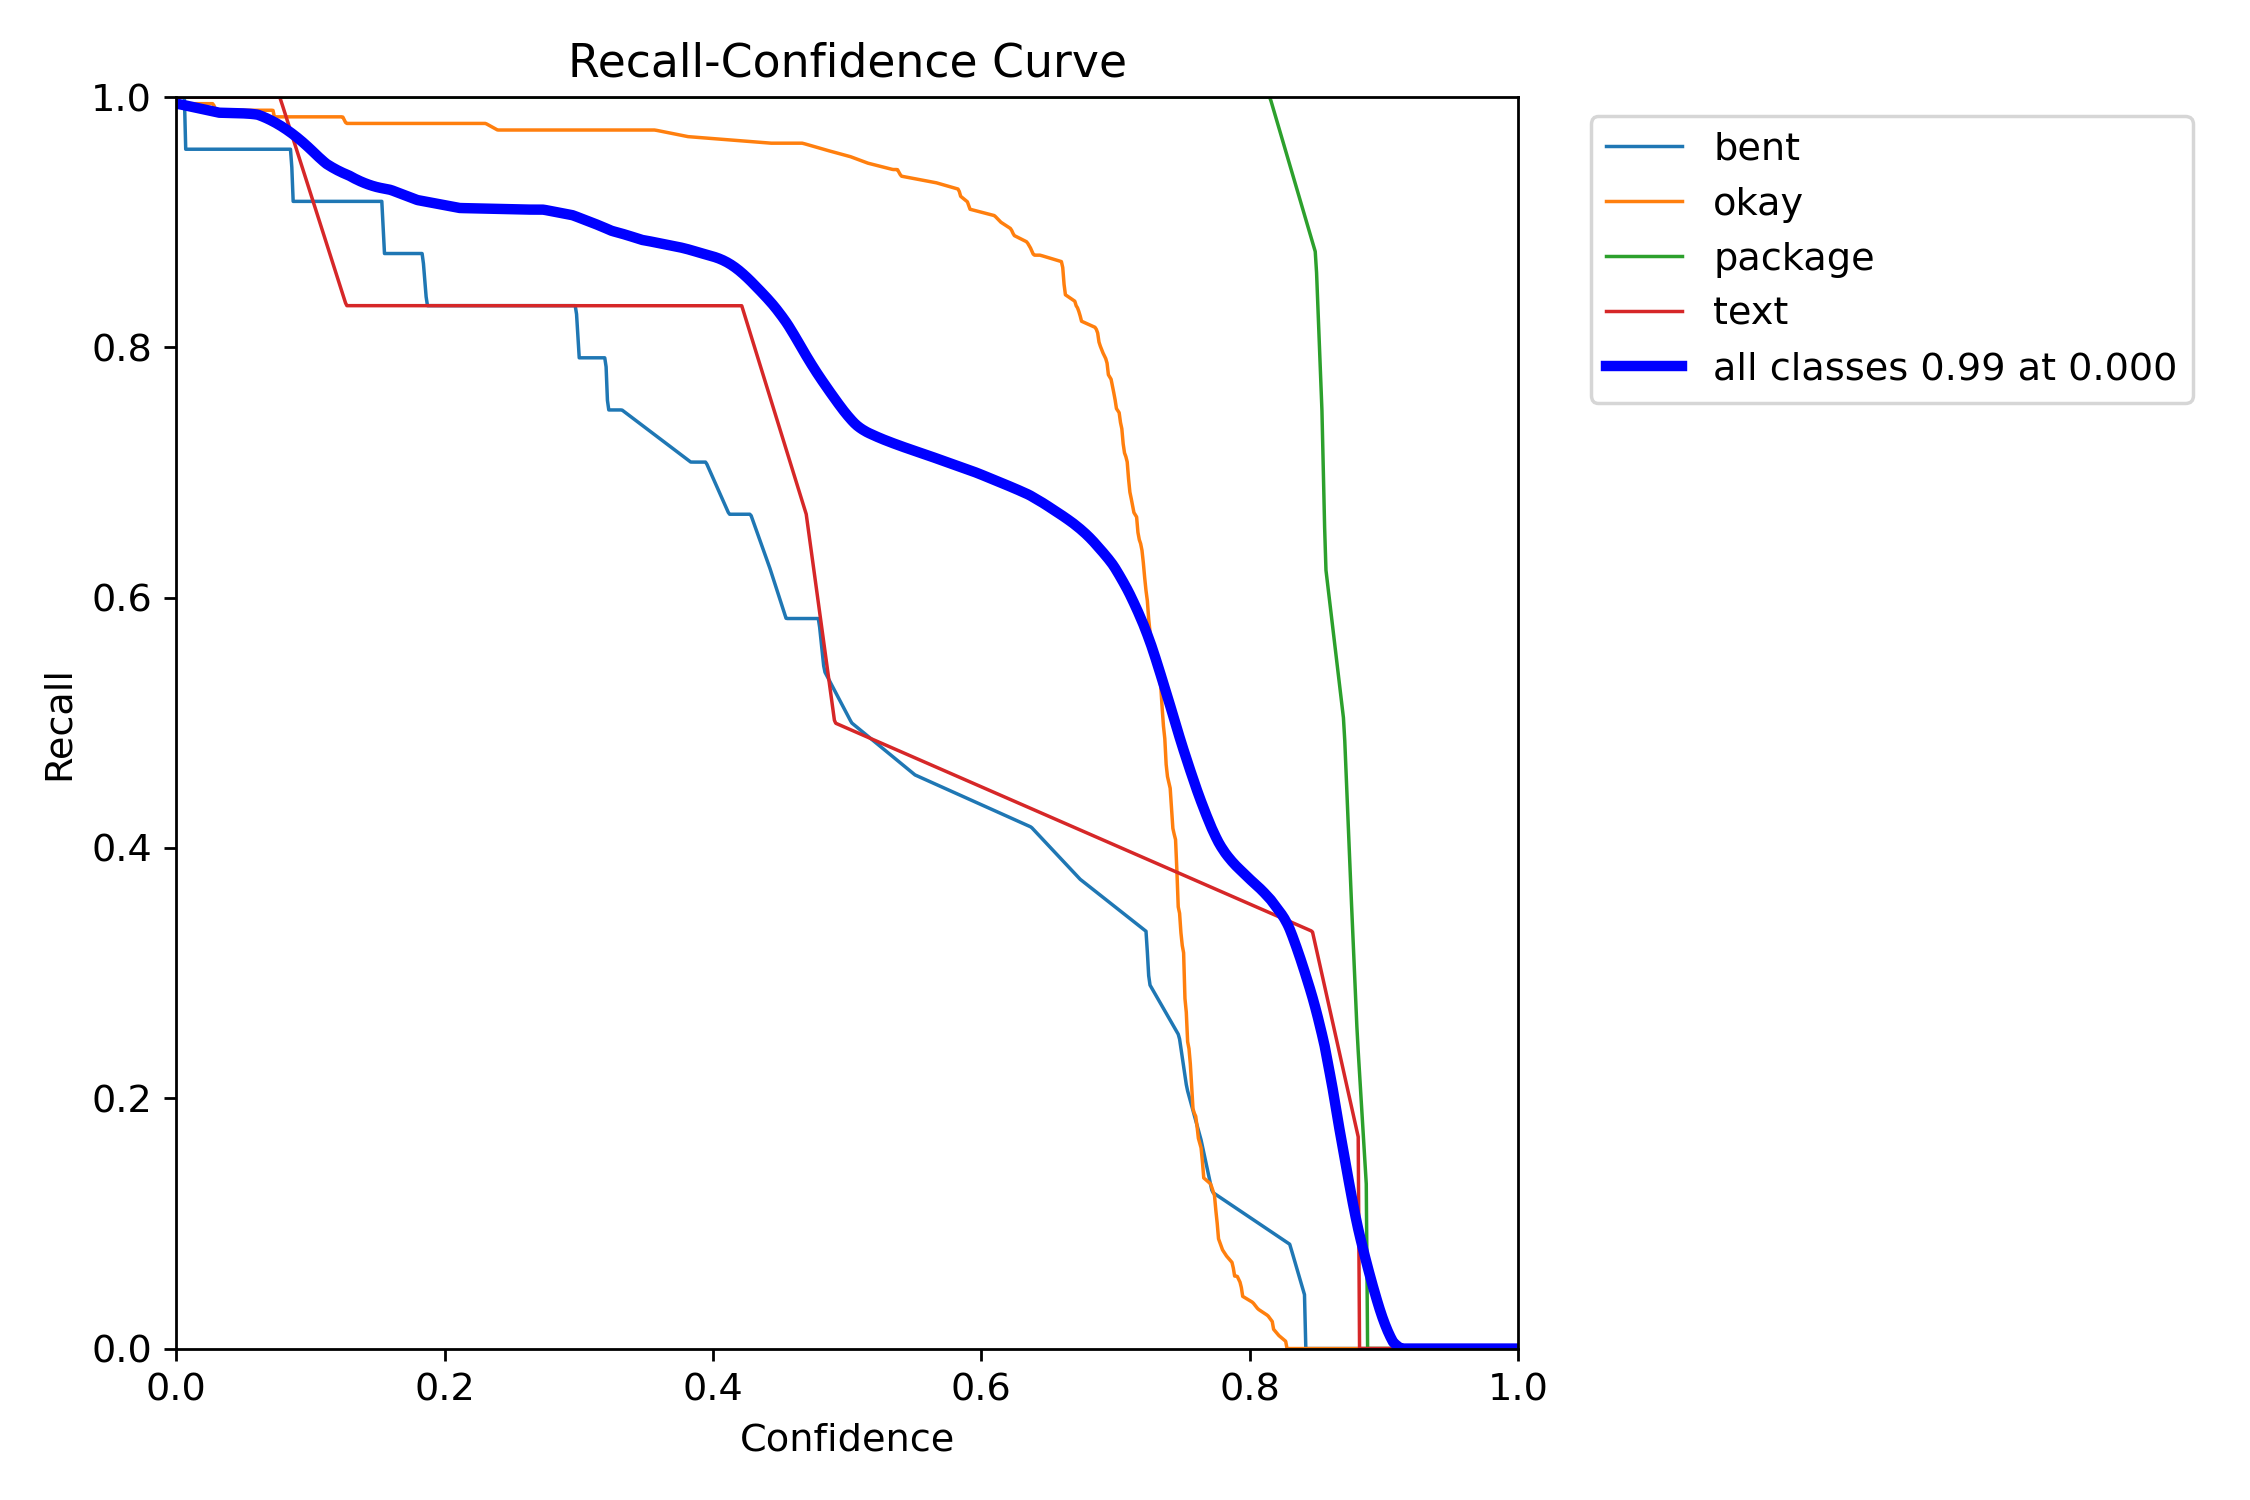 Recall-Confidence Curve
1.0
0.8
0.6
0.4
0.2
0.0
Recall
0.0 0.2 0.4 0.6 0.8 1.0
Confidence
bent
okay
package
text
all classes 0.99 at 0.000